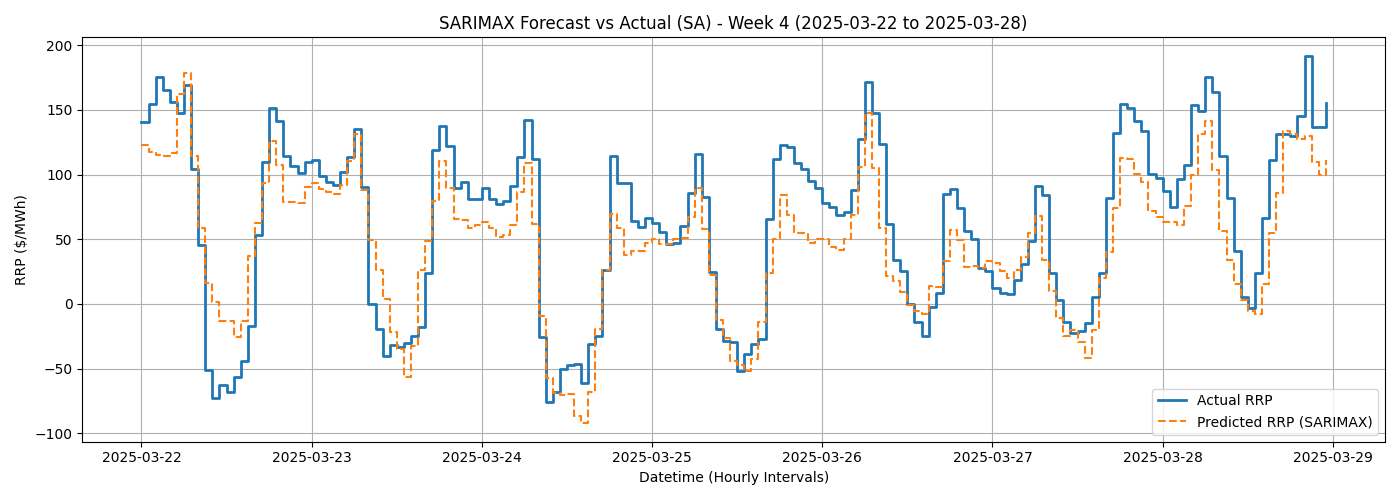 SARIMAX Forecast vs Actual (SA) - Week 4 (2025-03-22 to 2025-03-28)
RRP ($/MWh)
200
150
100
50
0
−50
−100
Actual RRP
Predicted RRP (SARIMAX)
2025-03-22 2025-03-23 2025-03-24 2025-03-25 2025-03-26 2025-03-27 2025-03-28 2025-03-29
Datetime (Hourly Intervals)